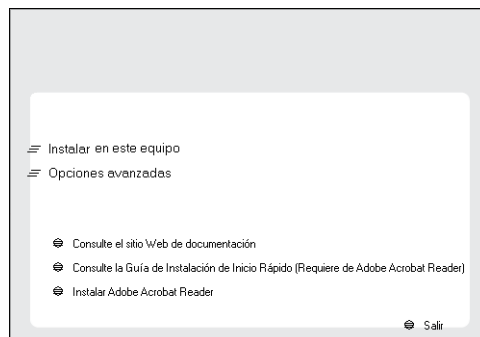 Instalar en este equipo
Opciones avanzadas
Consulte el sitio Web de documentación
Consulte la Guía de Instalación de Inicio Rápido (Requiere de Adobe Acrobat Reader)
Instalar Adobe Acrobat Reader
Salir